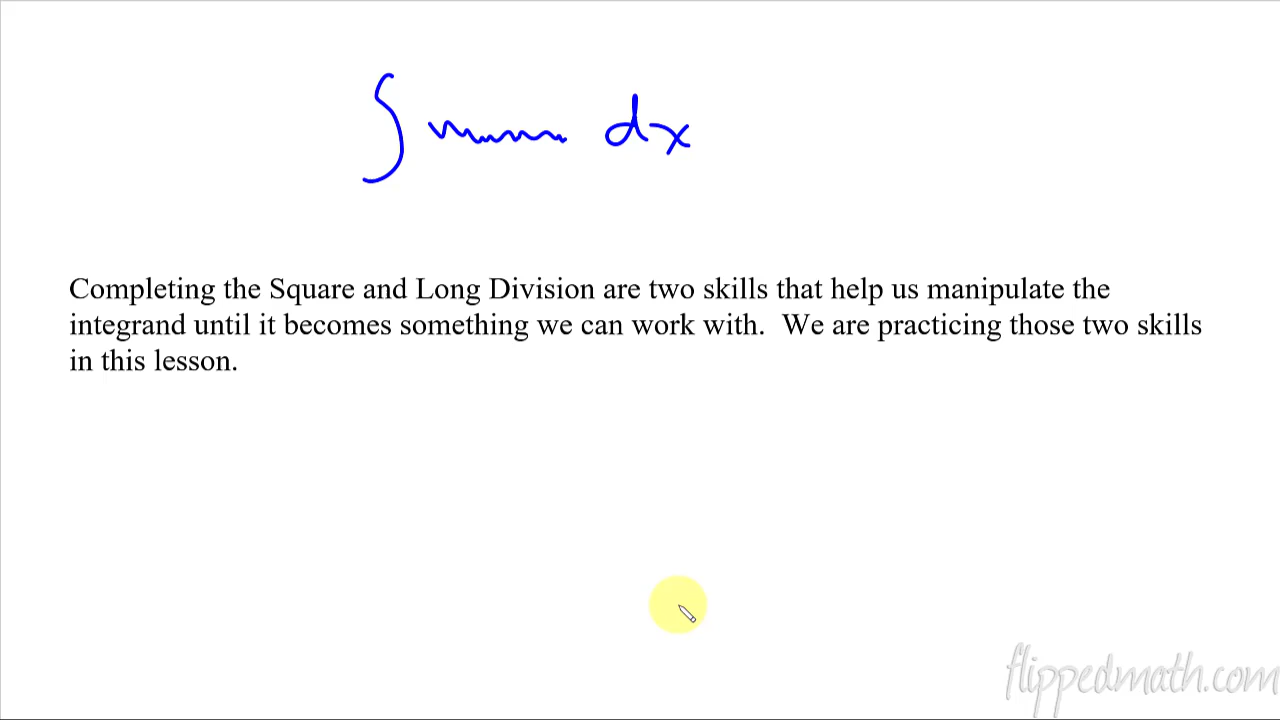 ∫ dx
Completing the Square and Long Division are two skills that help us manipulate the
integrand until it becomes something we can work with.  We are practicing those two skills
in this lesson.
flippedmath.com